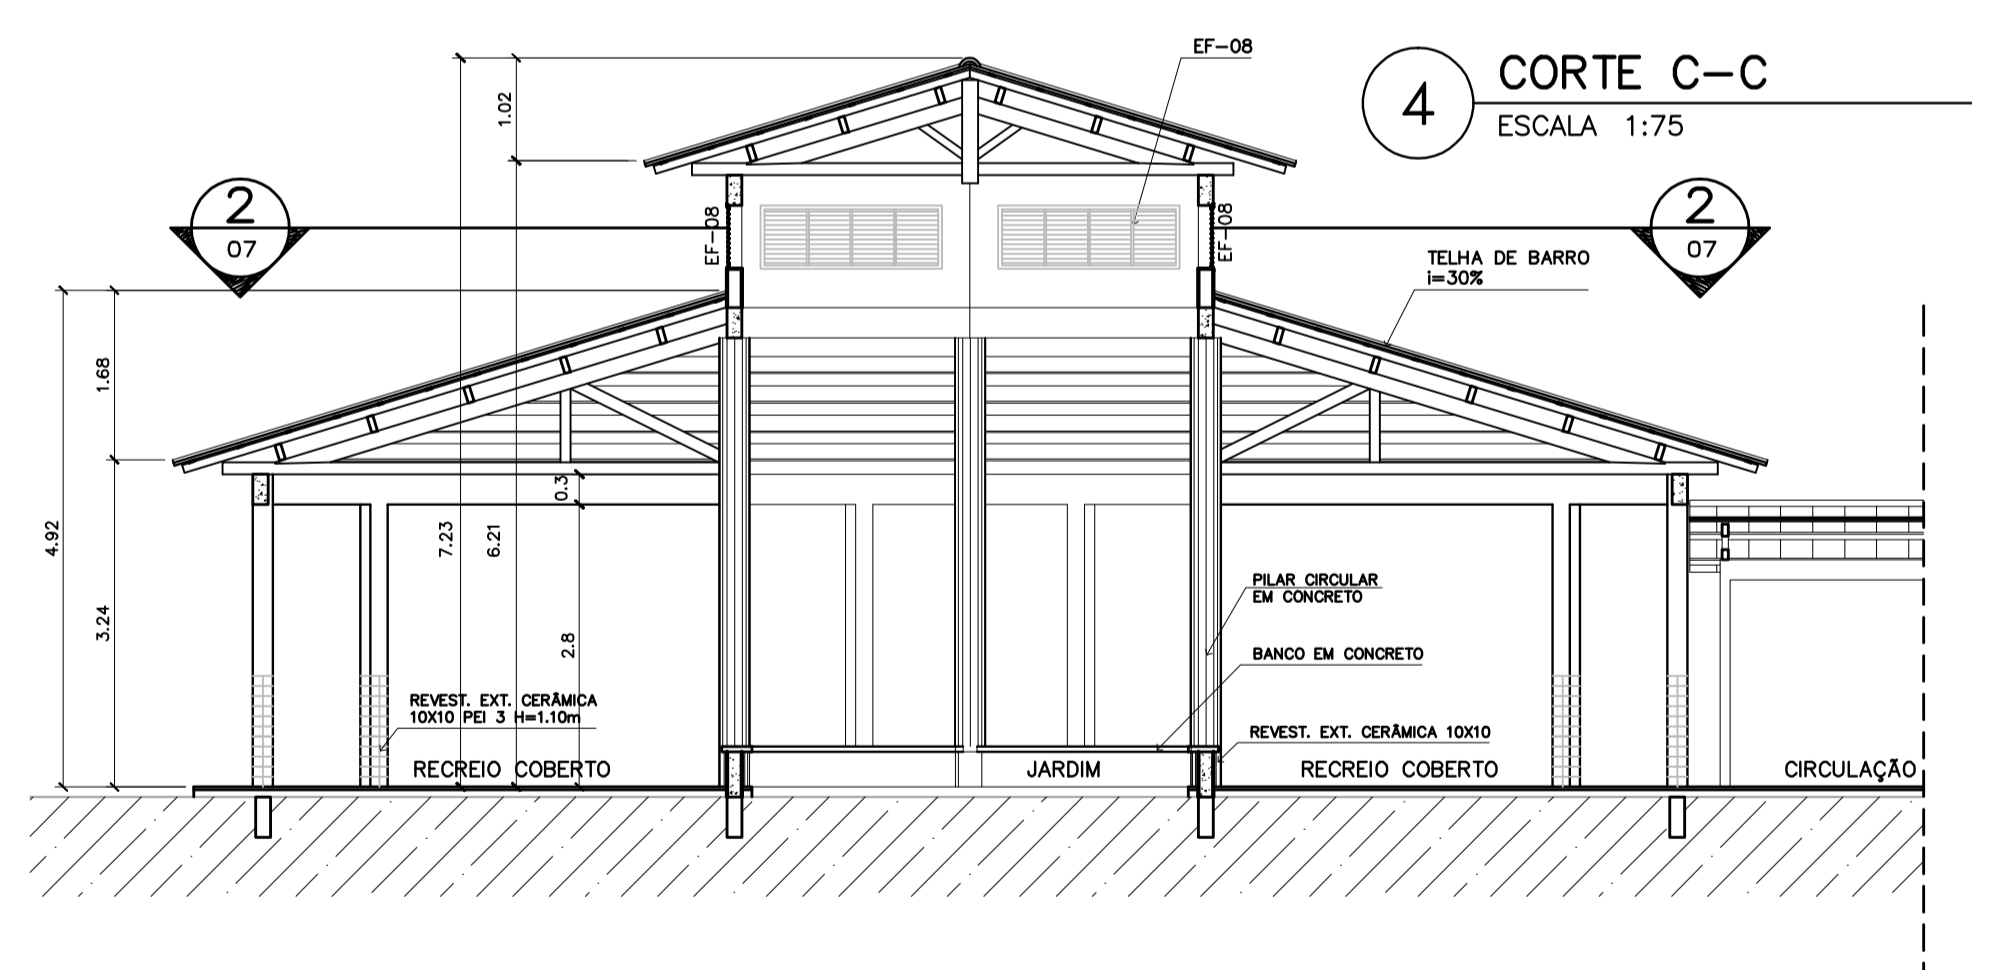 EF-08
4
CORTE C-C
ESCALA 1:75
1.02
2
07
EF-08
EF-08
2
07
TELHA DE BARRO
i=30%
1.68
0.3
4.92
7.23
6.21
3.24
2.8
PILAR CIRCULAR
EM CONCRETO
BANCO EM CONCRETO
REVEST. EXT. CERÂMICA
10X10 PEI 3 H=1.10m
REVEST. EXT. CERÂMICA 10X10
RECREIO COBERTO
JARDIM
RECREIO COBERTO
CIRCULAÇÃO